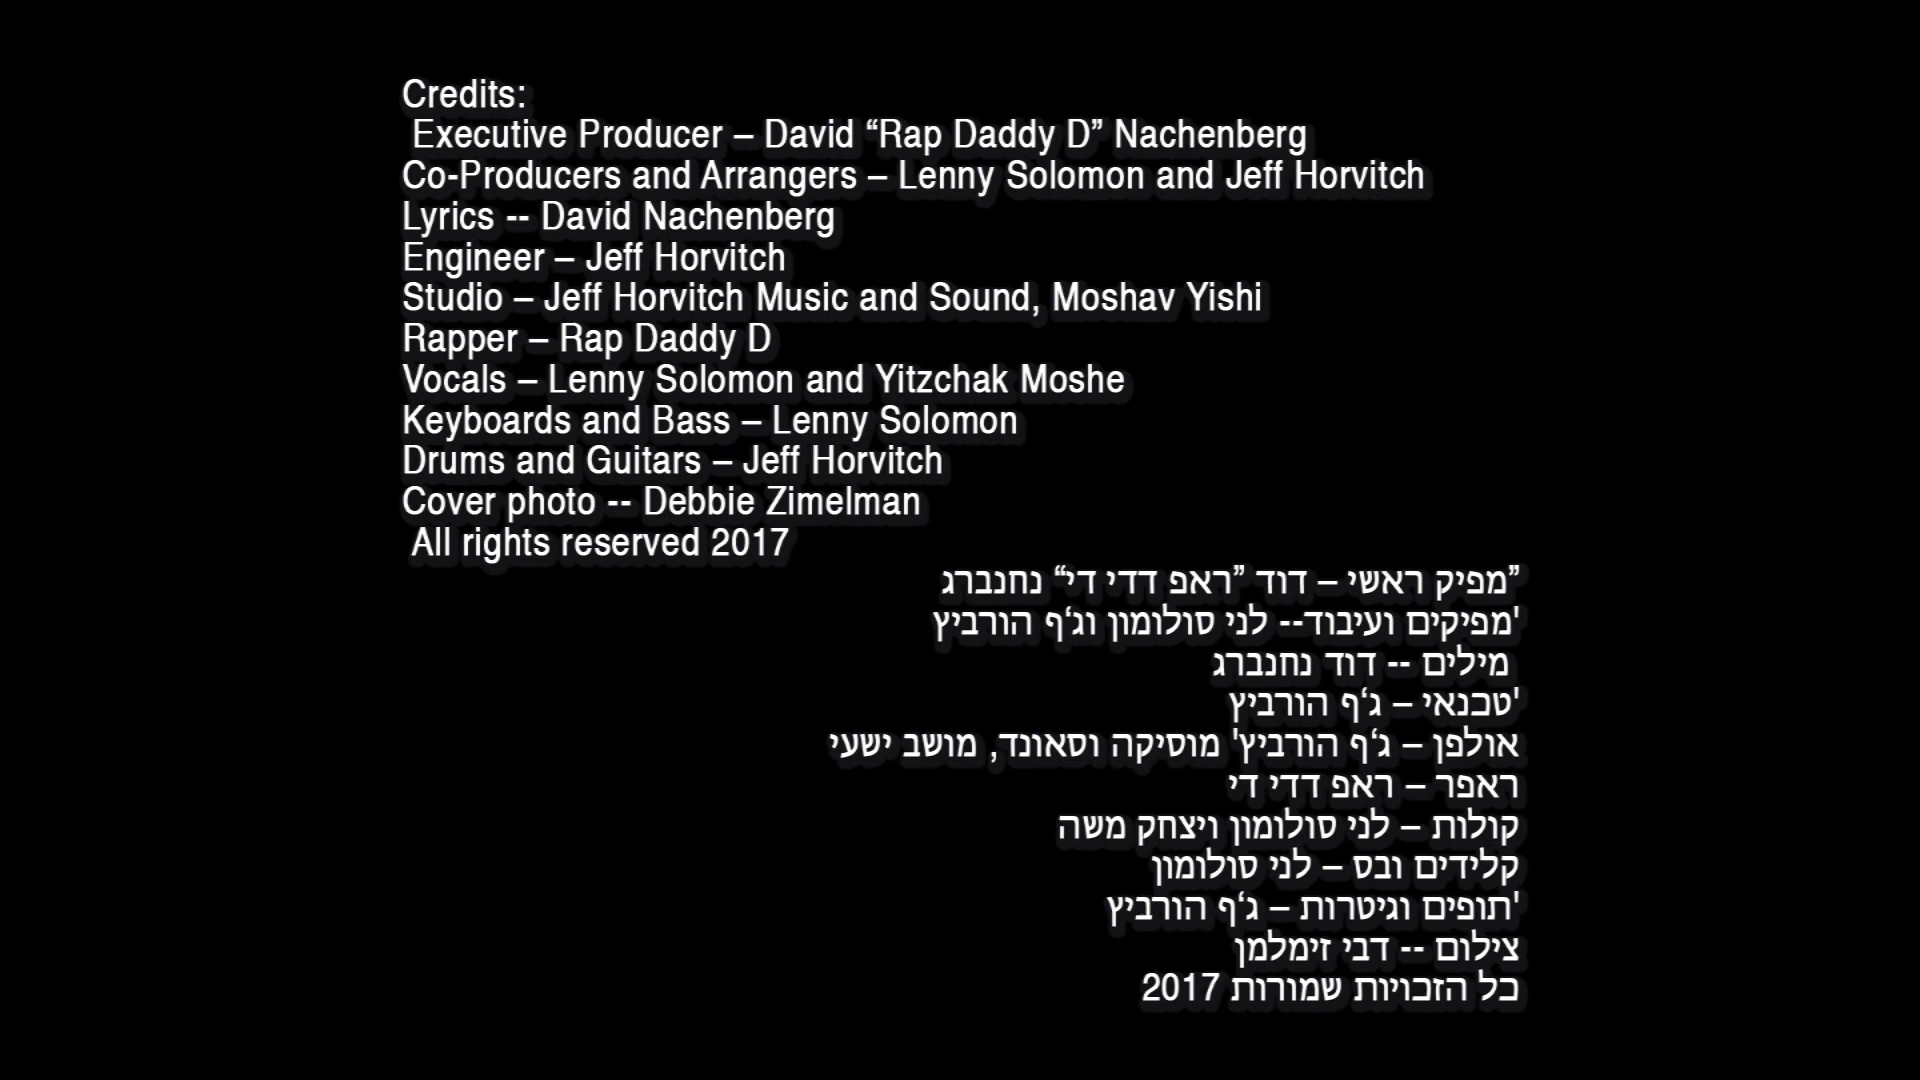 Credits:
Executive Producer – David “Rap Daddy D” Nachenberg
Co-Producers and Arrangers – Lenny Solomon and Jeff Horvitch
Lyrics -- David Nachenberg
Engineer – Jeff Horvitch
Studio – Jeff Horvitch Music and Sound, Moshav Yishi
Rapper – Rap Daddy D
Vocals – Lenny Solomon and Yitzchak Moshe
Keyboards and Bass – Lenny Solomon
Drums and Guitars – Jeff Horvitch
Cover photo -- Debbie Zimelman
All rights reserved 2017
”מפיק ראשי – דוד ”ראפ דדי די“ נחנברג
'מפיקים ועיבוד-- לני סולומון וג‘ף הורביץ
מילים -- דוד נחנברג
'טכנאי – ג‘ף הורביץ
אולפן – ג‘ף הורביץ' מוסיקה וסאונד, מושב ישעי
ראפר – ראפ דדי די
קולות – לני סולומון ויצחק משה
קלידים ובס – לני סולומון
'תופים וגיטרות – ג‘ף הורביץ
צילום -- דבי זימלמן
כל הזכויות שמורות 2017